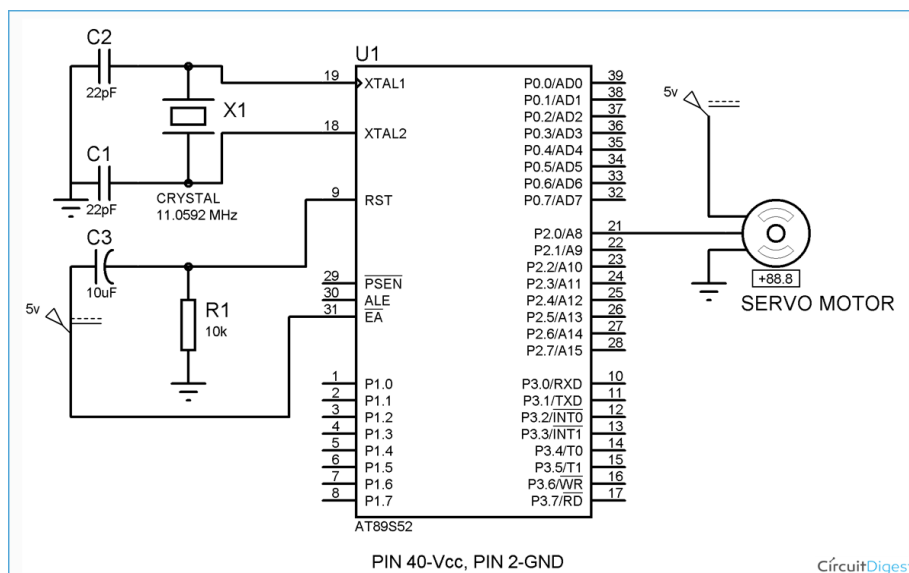 C2
22pF
X1
C1
22pF
CRYSTAL
11.0592 MHz
C3
10uF
5v
R1
10k
U1
19 XTAL1
18 XTAL2
9 RST
29 PSEN
30 ALE
31 EA
1 P1.0
2 P1.1
3 P1.2
4 P1.3
5 P1.4
6 P1.5
7 P1.6
8 P1.7
P0.0/AD0 39
P0.1/AD1 38
P0.2/AD2 37
P0.3/AD3 36
P0.4/AD4 35
P0.5/AD5 34
P0.6/AD6 33
P0.7/AD7 32
P2.0/A8 21
P2.1/A9 22
P2.2/A10 23
P2.3/A11 24
P2.4/A12 25
P2.5/A13 26
P2.6/A14 27
P2.7/A15 28
P3.0/RXD 10
P3.1/TXD 11
P3.2/INT0 12
P3.3/INT1 13
P3.4/T0 14
P3.5/T1 15
P3.6/WR 16
P3.7/RD 17
AT89S52
5v
+88.8
SERVO MOTOR
PIN 40-Vcc, PIN 2-GND
CircuitDiges